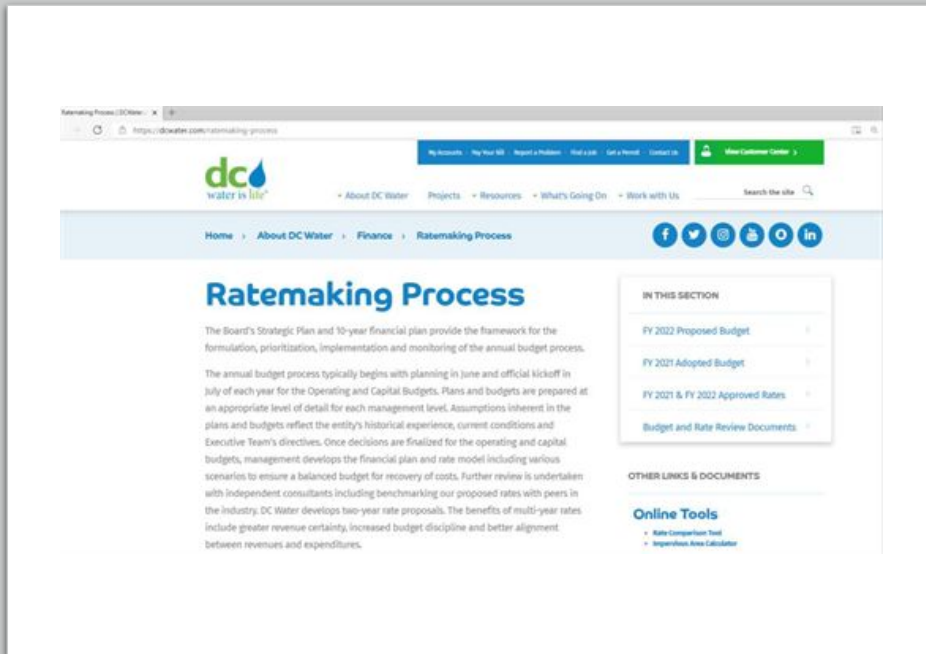 Ratemaking Process | DCWater...
https://dcwater.com/ratemaking-process
My Accounts Pay Your Bill Report a Problem Find a Job Get a Permit Contact Us
View Customer Center
dc
water is life
About DC Water Projects Resources What's Going On Work with Us
Search the site
Home › About DC Water › Finance › Ratemaking Process
Ratemaking Process
The Board's Strategic Plan and 10-year financial plan provide the framework for the
formulation, prioritization, implementation and monitoring of the annual budget process.
The annual budget process typically begins with planning in June and official kickoff in
July of each year for the Operating and Capital Budgets. Plans and budgets are prepared at
an appropriate level of detail for each management level. Assumptions inherent in the
plans and budgets reflect the entity's historical experience, current conditions and
Executive Team's directives. Once decisions are finalized for the operating and capital
budgets, management develops the financial plan and rate model including various
scenarios to ensure a balanced budget for recovery of costs. Further review is undertaken
with independent consultants including benchmarking our proposed rates with peers in
the industry. DC Water develops two-year rate proposals. The benefits of multi-year rates
include greater revenue certainty, increased budget discipline and better alignment
between revenues and expenditures.
IN THIS SECTION
FY 2022 Proposed Budget
FY 2021 Adopted Budget
FY 2021 & FY 2022 Approved Rates
Budget and Rate Review Documents
OTHER LINKS & DOCUMENTS
Online Tools
Rate Comparison Tool
Impervious Area Calculator